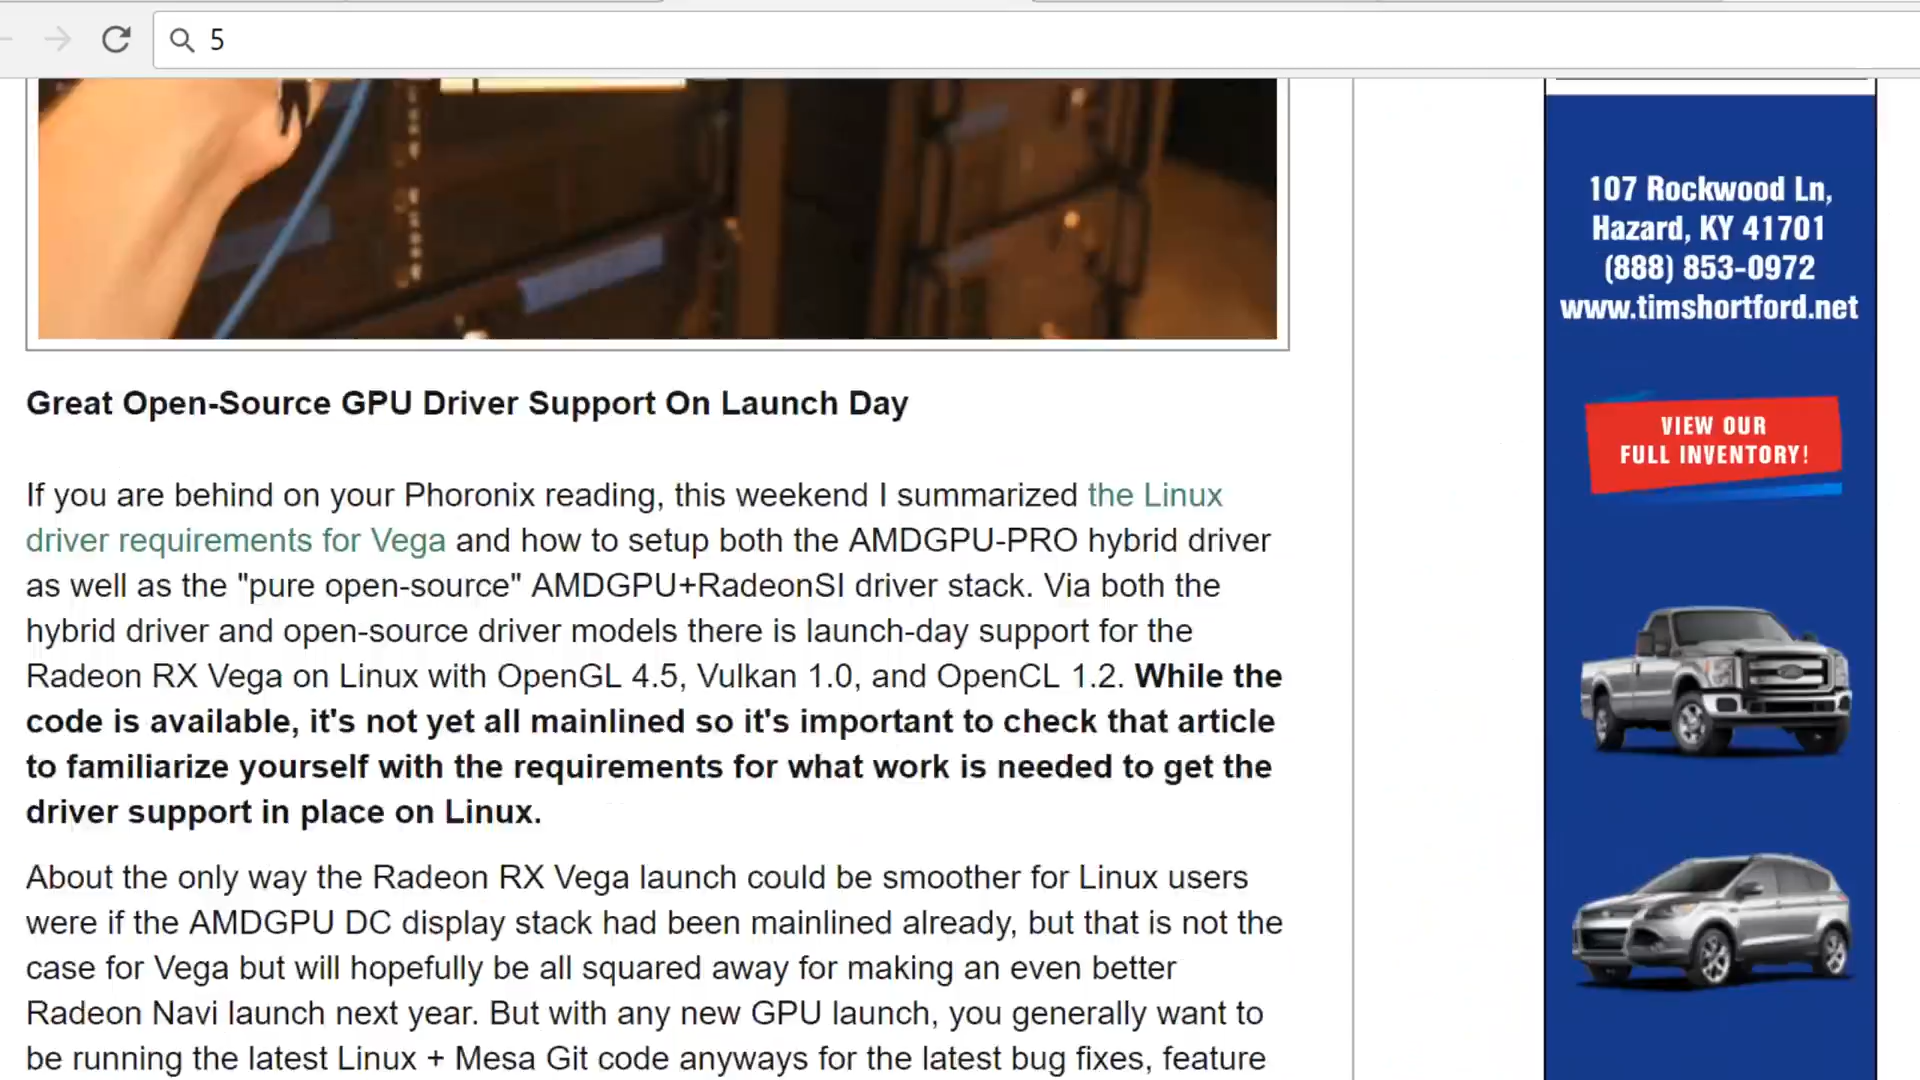 5
Great Open-Source GPU Driver Support On Launch Day
If you are behind on your Phoronix reading, this weekend I summarized the Linux
driver requirements for Vega and how to setup both the AMDGPU-PRO hybrid driver
as well as the "pure open-source" AMDGPU+RadeonSI driver stack. Via both the
hybrid driver and open-source driver models there is launch-day support for the
Radeon RX Vega on Linux with OpenGL 4.5, Vulkan 1.0, and OpenCL 1.2. While the
code is available, it's not yet all mainlined so it's important to check that article
to familiarize yourself with the requirements for what work is needed to get the
driver support in place on Linux.
About the only way the Radeon RX Vega launch could be smoother for Linux users
were if the AMDGPU DC display stack had been mainlined already, but that is not the
case for Vega but will hopefully be all squared away for making an even better
Radeon Navi launch next year. But with any new GPU launch, you generally want to
be running the latest Linux + Mesa Git code anyways for the latest bug fixes, feature
107 Rockwood Ln,
Hazard, KY 41701
(888) 853-0972
www.timshortford.net
VIEW OUR
FULL INVENTORY!